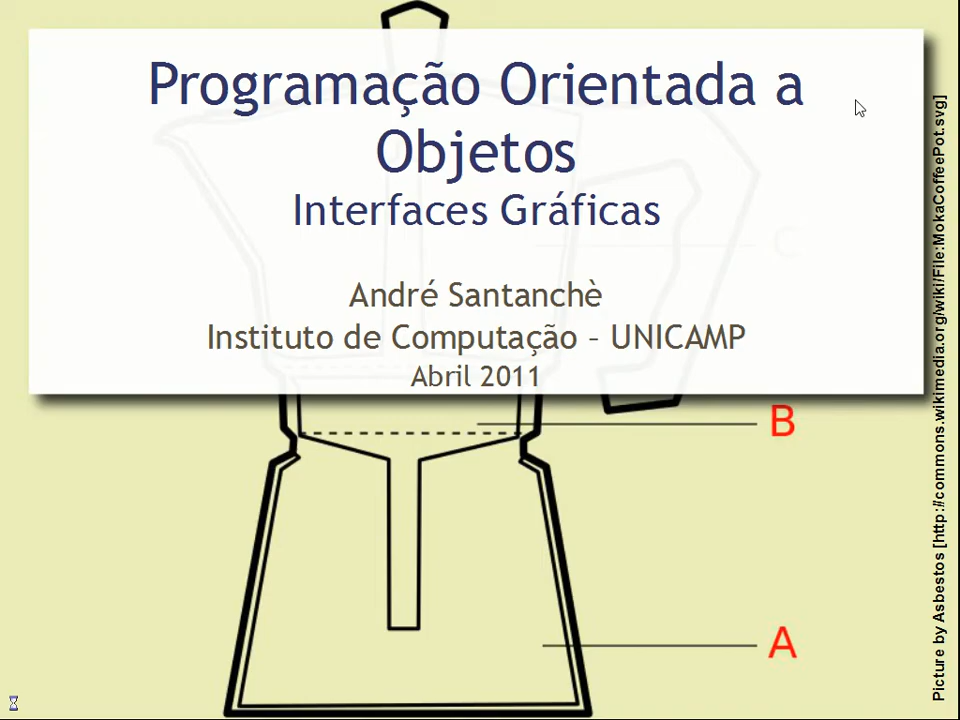 Programação Orientada a
Objetos
Interfaces Gráficas
André Santanchè
Instituto de Computação – UNICAMP
Abril 2011
C
B
A
Picture by Asbestos [http://commons.wikimedia.org/wiki/File:MokaCoffeePot.svg]